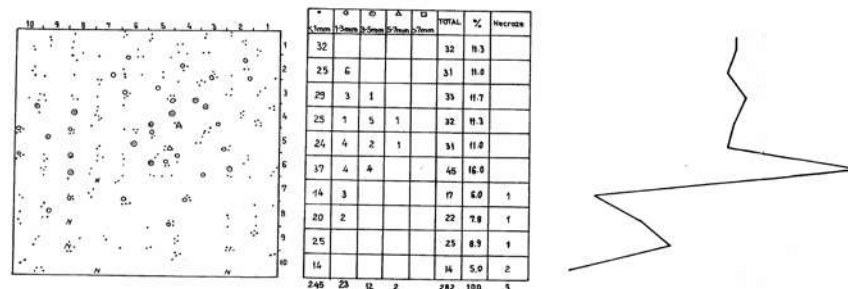 10 9 8 7 6 5 4 3 2 1
1
2
3
4
5
6
7
8
9
10
A
N
N
N
N
N
<1mm 1-3mm 3-5mm 5-7mm >7mm TOTAL % Necroze
32 32 11.3
25 6 31 11.0
29 3 1 33 11.7
25 1 5 1 32 11.3
24 4 2 1 31 11.0
37 4 4 45 16.0
14 3 17 6.0 1
20 2 22 7.8 1
25 25 8.9 1
14 14 5.0 2
245 23 12 2 282 100 5